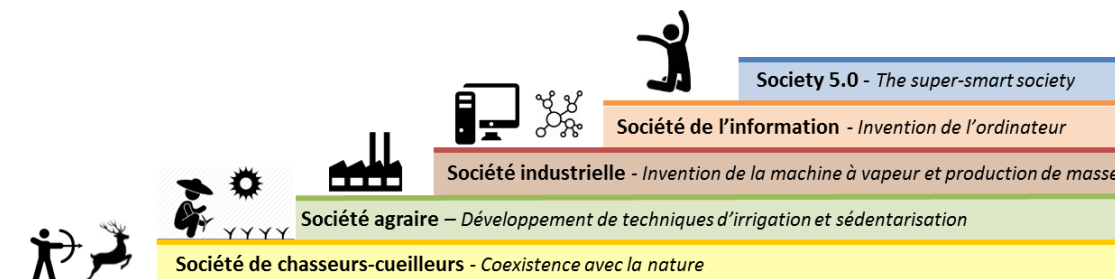 Society 5.0 - The super-smart society
Société de l’information - Invention de l’ordinateur
Société industrielle - Invention de la machine à vapeur et production de masse
Société agraire – Développement de techniques d’irrigation et sédentarisation
Société de chasseurs-cueilleurs - Coexistence avec la nature